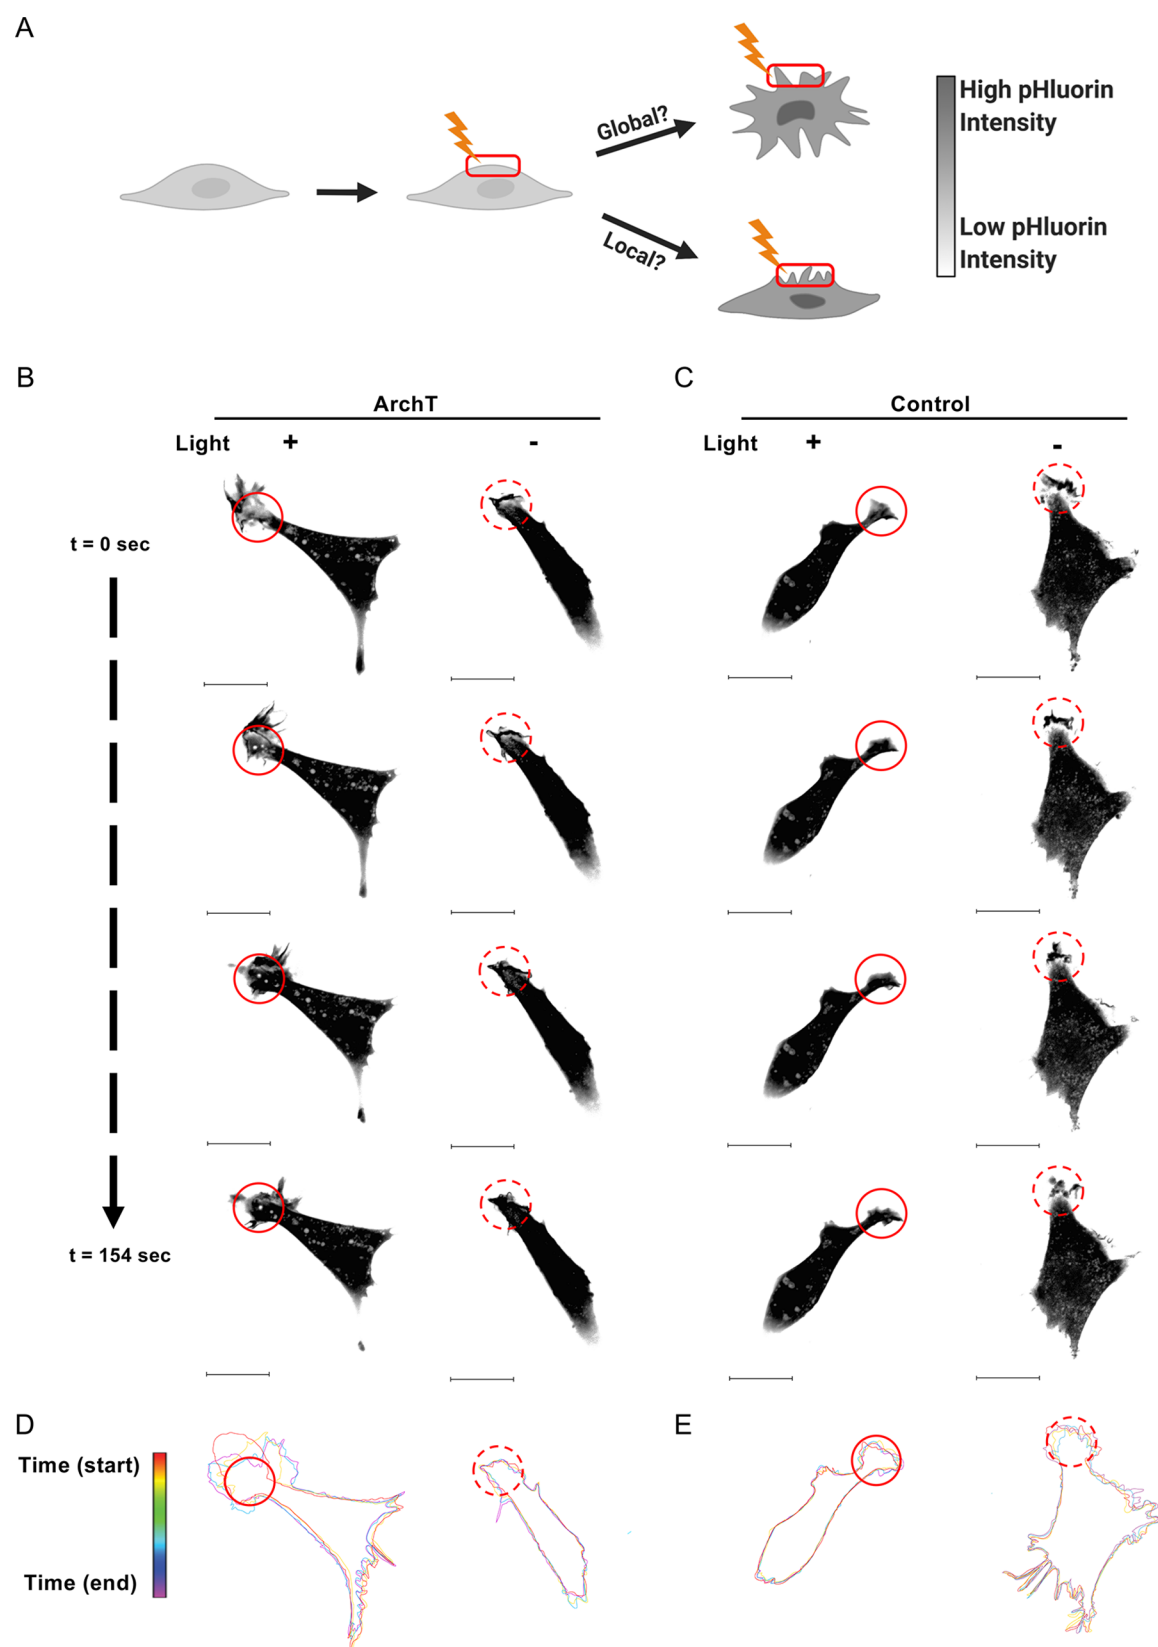 A
Global?
Local?
High pHluorin
Intensity
Low pHluorin
Intensity
B
ArchT
Light + -
C
Control
Light + -
t = 0 sec
t = 154 sec
D
Time (start)
Time (end)
E